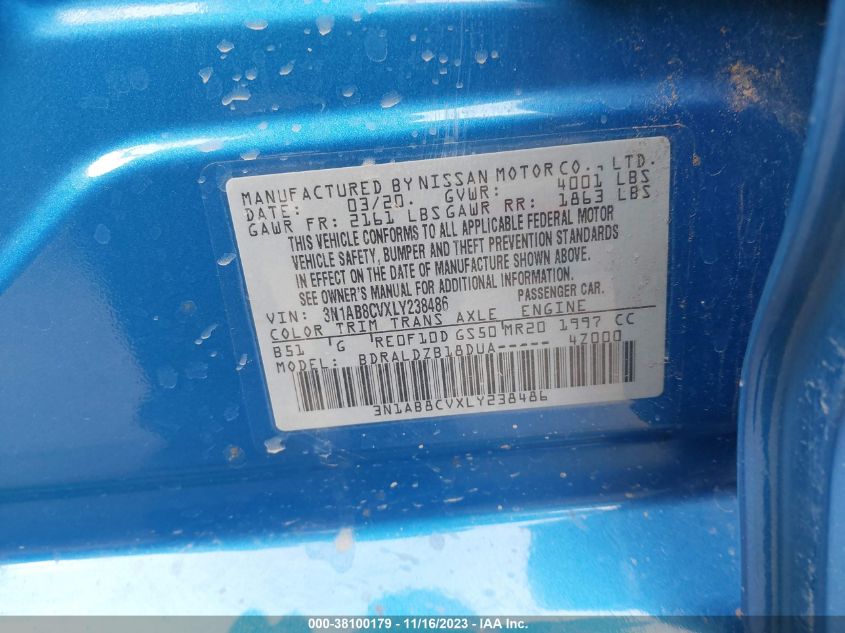 MANUFACTURED BY NISSAN MOTOR CO., LTD.
DATE: 03/20. GVWR: 4001 LBS
GAWR FR: 2161 LBS GAWR RR: 1863 LBS
THIS VEHICLE CONFORMS TO ALL APPLICABLE FEDERAL MOTOR
VEHICLE SAFETY, BUMPER AND THEFT PREVENTION STANDARDS
IN EFFECT ON THE DATE OF MANUFACTURE SHOWN ABOVE.
SEE OWNER'S MANUAL FOR ADDITIONAL INFORMATION.
VIN: 3N1AB8CVXLY238486 PASSENGER CAR.
COLOR TRIM TRANS AXLE ENGINE
B51 G RE0F10D GS50 MR20 1997 CC
MODEL: BDRALDZB18DUA----- 4Z000
3N1AB8CVXLY238486
000-38100179 - 11/16/2023 - IAA Inc.